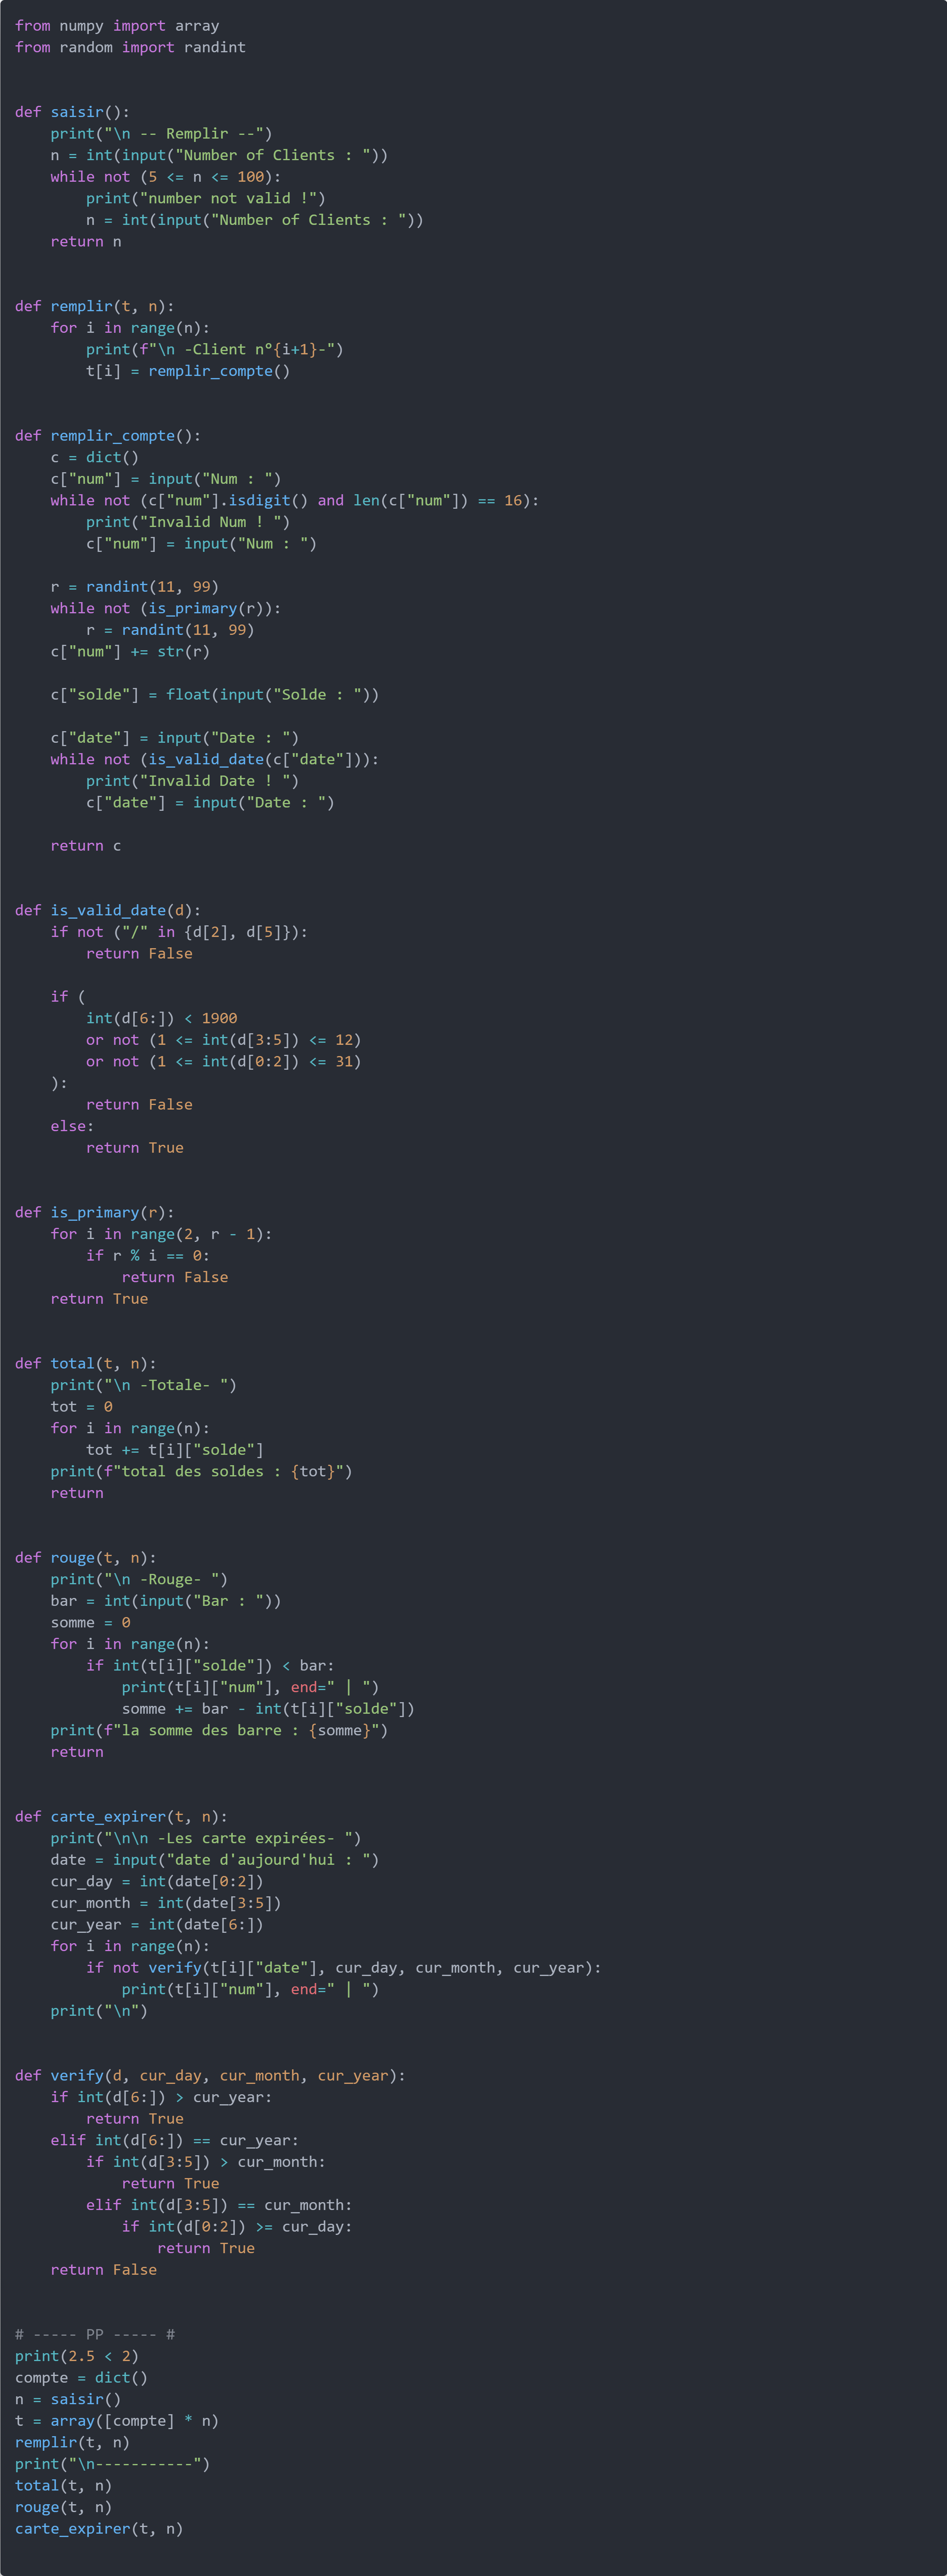 from numpy import array
from random import randint
def saisir():
    print("\n -- Remplir --")
    n = int(input("Number of Clients : "))
    while not (5 <= n <= 100):
        print("number not valid !")
        n = int(input("Number of Clients : "))
    return n
def remplir(t, n):
    for i in range(n):
        print(f"\n -Client n°{i+1}-")
        t[i] = remplir_compte()
def remplir_compte():
    c = dict()
    c["num"] = input("Num : ")
    while not (c["num"].isdigit() and len(c["num"]) == 16):
        print("Invalid Num ! ")
        c["num"] = input("Num : ")
    r = randint(11, 99)
    while not (is_primary(r)):
        r = randint(11, 99)
    c["num"] += str(r)
    c["solde"] = float(input("Solde : "))
    c["date"] = input("Date : ")
    while not (is_valid_date(c["date"])):
        print("Invalid Date ! ")
        c["date"] = input("Date : ")
    return c
def is_valid_date(d):
    if not ("/" in {d[2], d[5]}):
        return False
    if (
        int(d[6:]) < 1900
        or not (1 <= int(d[3:5]) <= 12)
        or not (1 <= int(d[0:2]) <= 31)
    ):
        return False
    else:
        return True
def is_primary(r):
    for i in range(2, r - 1):
        if r % i == 0:
            return False
    return True
def total(t, n):
    print("\n -Totale- ")
    tot = 0
    for i in range(n):
        tot += t[i]["solde"]
    print(f"total des soldes : {tot}")
    return
def rouge(t, n):
    print("\n -Rouge- ")
    bar = int(input("Bar : "))
    somme = 0
    for i in range(n):
        if int(t[i]["solde"]) < bar:
            print(t[i]["num"], end=" | ")
            somme += bar - int(t[i]["solde"])
    print(f"la somme des barre : {somme}")
    return
def carte_expirer(t, n):
    print("\n\n -Les carte expirées- ")
    date = input("date d'aujourd'hui : ")
    cur_day = int(date[0:2])
    cur_month = int(date[3:5])
    cur_year = int(date[6:])
    for i in range(n):
        if not verify(t[i]["date"], cur_day, cur_month, cur_year):
            print(t[i]["num"], end=" | ")
    print("\n")
def verify(d, cur_day, cur_month, cur_year):
    if int(d[6:]) > cur_year:
        return True
    elif int(d[6:]) == cur_year:
        if int(d[3:5]) > cur_month:
            return True
        elif int(d[3:5]) == cur_month:
            if int(d[0:2]) >= cur_day:
                return True
    return False
# ----- PP ----- #
print(2.5 < 2)
compte = dict()
n = saisir()
t = array([compte] * n)
remplir(t, n)
print("\n-----------")
total(t, n)
rouge(t, n)
carte_expirer(t, n)